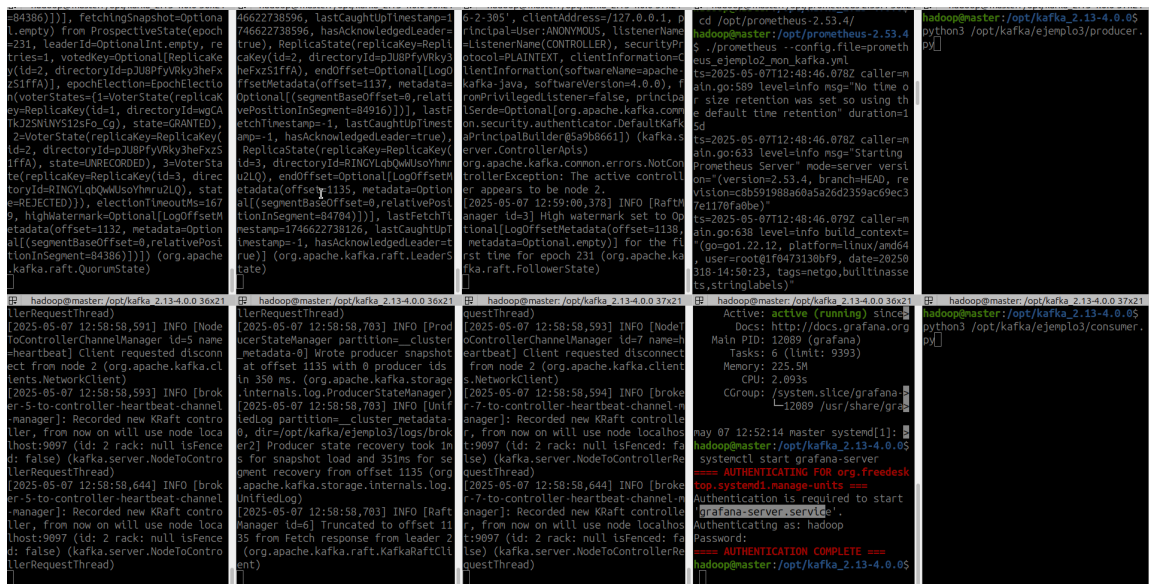 =84386)])], fetchingSnapshot=Optiona
l.empty) from ProspectiveState(epoch
=231, leaderId=OptionalInt.empty, re
tries=1, votedKey=Optional[ReplicaKe
y(id=2, directoryId=pJU8PfyVRky3heFx
zS1ffA)], epochElection=EpochElectio
n(voterStates={1=VoterState(replicaK
ey=ReplicaKey(id=1, directoryId=wgCA
TkJ2SNiNYS12sFo_Cg), state=GRANTED),
 2=VoterState(replicaKey=ReplicaKey(
id=2, directoryId=pJU8PfyVRky3heFxzS
1ffA), state=UNRECORDED), 3=VoterSta
te(replicaKey=ReplicaKey(id=3, direc
toryId=RINGYLqbQwWUsoYhmru2LQ), stat
e=REJECTED)}), electionTimeoutMs=167
9, highWatermark=Optional[LogOffsetM
etadata(offset=1132, metadata=Option
al[(segmentBaseOffset=0,relativePosi
tionInSegment=84386)])]) (org.apache
.kafka.raft.QuorumState)
46622738596, lastCaughtUpTimestamp=1
746622738596, hasAcknowledgedLeader=
true), ReplicaState(replicaKey=Repli
caKey(id=2, directoryId=pJU8PfyVRky3
heFxzS1ffA), endOffset=Optional[LogO
ffsetMetadata(offset=1137, metadata=
Optional[(segmentBaseOffset=0,relati
vePositionInSegment=84916)])], lastF
etchTimestamp=-1, lastCaughtUpTimest
amp=-1, hasAcknowledgedLeader=true),
 ReplicaState(replicaKey=ReplicaKey(
id=3, directoryId=RINGYLqbQwWUsoYhmr
u2LQ), endOffset=Optional[LogOffsetM
etadata(offset=1135, metadata=Option
al[(segmentBaseOffset=0,relativePosi
tionInSegment=84704)])], lastFetchTi
mestamp=1746622738126, lastCaughtUpT
imestamp=-1, hasAcknowledgedLeader=t
rue)] (org.apache.kafka.raft.LeaderS
tate)
6-2-305', clientAddress=/127.0.0.1, p
rincipal=User:ANONYMOUS, listenerName
=ListenerName(CONTROLLER), securityPr
otocol=PLAINTEXT, clientInformation=C
lientInformation(softwareName=apache-
kafka-java, softwareVersion=4.0.0), f
romPrivilegedListener=false, principa
lSerde=Optional[org.apache.kafka.comm
on.security.authenticator.DefaultKafk
aPrincipalBuilder@5a9b8661]) (kafka.s
erver.ControllerApis)
org.apache.kafka.common.errors.NotCon
trollerException: The active controll
er appears to be node 2.
[2025-05-07 12:59:00,378] INFO [RaftM
anager id=3] High watermark set to Op
tional[LogOffsetMetadata(offset=1138,
 metadata=Optional.empty)] for the fi
rst time for epoch 231 (org.apache.ka
fka.raft.FollowerState)
cd /opt/prometheus-2.53.4/
hadoop@master:/opt/prometheus-2.53.4
$ ./prometheus --config.file=prometh
eus_ejemplo2_mon_kafka.yml
ts=2025-05-07T12:48:46.078Z caller=m
ain.go:589 level=info msg="No time o
r size retention was set so using th
e default time retention" duration=1
5d
ts=2025-05-07T12:48:46.079Z caller=m
ain.go:633 level=info msg="Starting
Prometheus Server" mode=server versi
on="(version=2.53.4, branch=HEAD, re
vision=c8b591988a60a5a26d2359ac69ec3
7e1170fa0be)"
ts=2025-05-07T12:48:46.079Z caller=m
ain.go:638 level=info build_context=
"(go=go1.22.12, platform=linux/amd64
, user=root@1f0473130bf9, date=20250
318-14:50:23, tags=netgo,builtinasse
ts,stringlabels)"
hadoop@master:/opt/kafka_2.13-4.0.0$
python3 /opt/kafka/ejemplo3/producer.
py
hadoop@master: /opt/kafka_2.13-4.0.0 36x21
llerRequestThread)
[2025-05-07 12:58:58,591] INFO [Node
ToControllerChannelManager id=5 name
=heartbeat] Client requested disconn
ect from node 2 (org.apache.kafka.cl
ients.NetworkClient)
[2025-05-07 12:58:58,593] INFO [brok
er-5-to-controller-heartbeat-channel
-manager]: Recorded new KRaft contro
ller, from now on will use node loca
lhost:9097 (id: 2 rack: null isFence
d: false) (kafka.server.NodeToContro
llerRequestThread)
[2025-05-07 12:58:58,644] INFO [brok
er-5-to-controller-heartbeat-channel
-manager]: Recorded new KRaft contro
ller, from now on will use node loca
lhost:9097 (id: 2 rack: null isFence
d: false) (kafka.server.NodeToContro
llerRequestThread)
hadoop@master: /opt/kafka_2.13-4.0.0 36x21
llerRequestThread)
[2025-05-07 12:58:58,703] INFO [Prod
ucerStateManager partition=__cluster
_metadata-0] Wrote producer snapshot
 at offset 1135 with 0 producer ids
in 350 ms. (org.apache.kafka.storage
.internals.log.ProducerStateManager)
[2025-05-07 12:58:58,703] INFO [Unif
iedLog partition=__cluster_metadata-
0, dir=/opt/kafka/ejemplo3/logs/brok
er2] Producer state recovery took 1m
s for snapshot load and 351ms for se
gment recovery from offset 1135 (org
.apache.kafka.storage.internals.log.
UnifiedLog)
[2025-05-07 12:58:58,703] INFO [Raft
Manager id=6] Truncated to offset 11
35 from Fetch response from leader 2
 (org.apache.kafka.raft.KafkaRaftCli
ent)
hadoop@master: /opt/kafka_2.13-4.0.0 37x21
questThread)
[2025-05-07 12:58:58,593] INFO [NodeT
oControllerChannelManager id=7 name=h
eartbeat] Client requested disconnect
 from node 2 (org.apache.kafka.client
s.NetworkClient)
[2025-05-07 12:58:58,594] INFO [broke
r-7-to-controller-heartbeat-channel-m
anager]: Recorded new KRaft controlle
r, from now on will use node localhos
t:9097 (id: 2 rack: null isFenced: fa
lse) (kafka.server.NodeToControllerRe
questThread)
[2025-05-07 12:58:58,644] INFO [broke
r-7-to-controller-heartbeat-channel-m
anager]: Recorded new KRaft controlle
r, from now on will use node localhos
t:9097 (id: 2 rack: null isFenced: fa
lse) (kafka.server.NodeToControllerRe
questThread)
hadoop@master: /opt/kafka_2.13-4.0.0 36x21
Active: active (running) since>
Docs: http://docs.grafana.org
Main PID: 12089 (grafana)
Tasks: 6 (limit: 9393)
Memory: 225.5M
CPU: 2.093s
CGroup: /system.slice/grafana->
└─12089 /usr/share/gra>
may 07 12:52:14 master systemd[1]: >
hadoop@master:/opt/kafka_2.13-4.0.0$
systemctl start grafana-server
==== AUTHENTICATING FOR org.freedesk
top.systemd1.manage-units ===
Authentication is required to start
'grafana-server.service'.
Authenticating as: hadoop
Password:
==== AUTHENTICATION COMPLETE ===
hadoop@master:/opt/kafka_2.13-4.0.0$
hadoop@master: /opt/kafka_2.13-4.0.0 37x21
hadoop@master:/opt/kafka_2.13-4.0.0$
python3 /opt/kafka/ejemplo3/consumer.
py